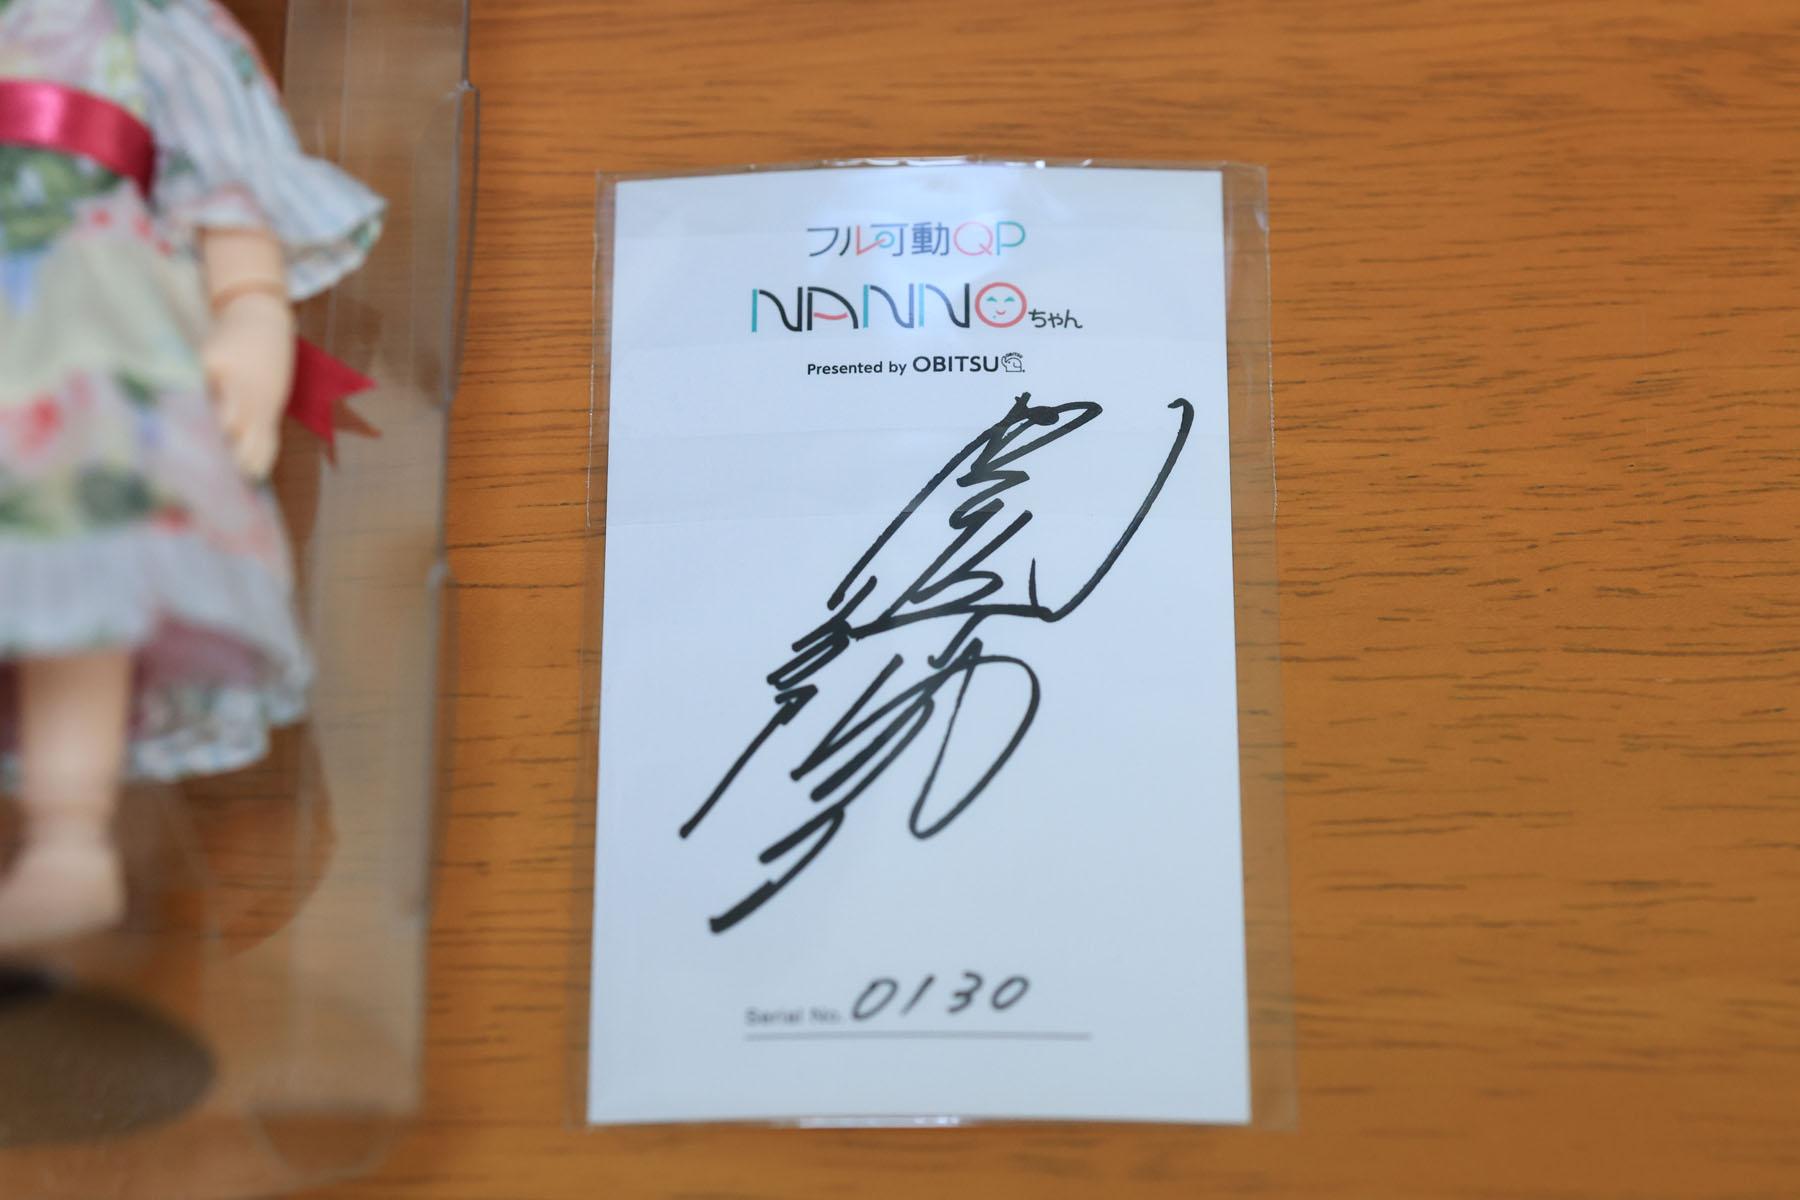 フル可動QP
NANNOちゃん
Presented by OBITSU
Serial No. 0130